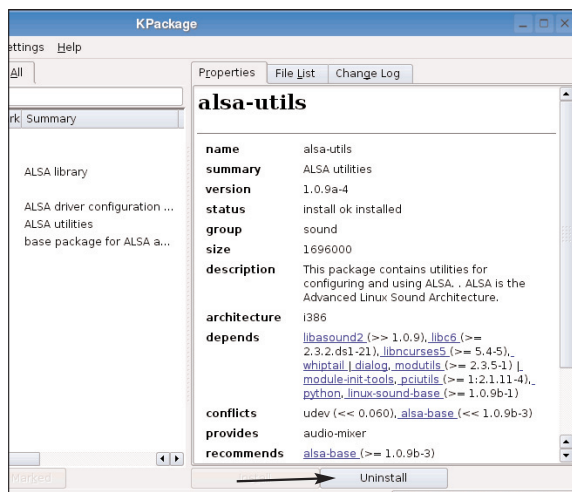 KPackage
ettings Help
All
Properties File List Change Log
rk Summary
ALSA library
ALSA driver configuration ...
ALSA utilities
base package for ALSA a...
alsa-utils
name alsa-utils
summary ALSA utilities
version 1.0.9a-4
status install ok installed
group sound
size 1696000
description This package contains utilities for
configuring and using ALSA. . ALSA is the
Advanced Linux Sound Architecture.
architecture i386
depends libasound2 (>> 1.0.9), libc6 (>=
2.3.2.ds1-21), libncurses5 (>= 5.4-5),
whiptail | dialog, modutils (>= 2.3.5-1) |
module-init-tools, pciutils (>= 1:2.1.11-4),
python, linux-sound-base (>= 1.0.9b-1)
conflicts udev (<< 0.060), alsa-base (<< 1.0.9b-3)
provides audio-mixer
recommends alsa-base (>= 1.0.9b-3)
Marked
Uninstall